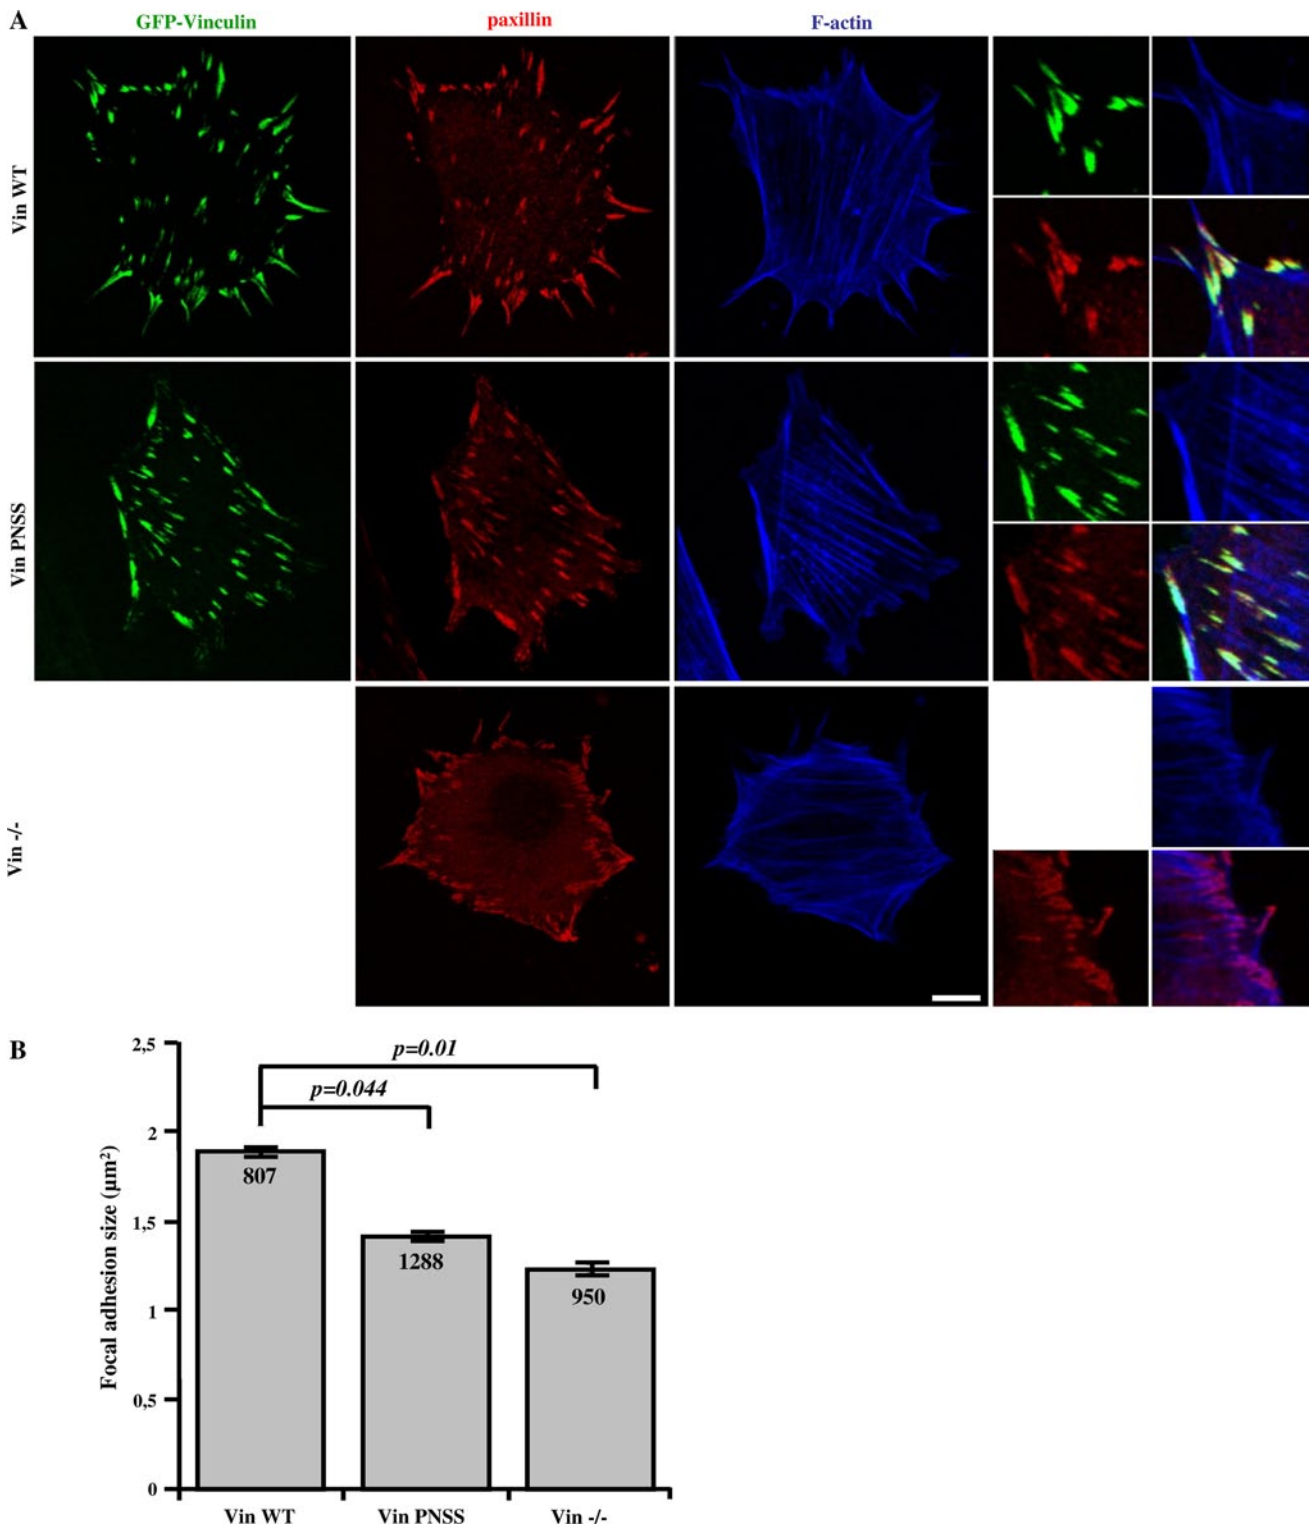 A
GFP-Vinculin
paxillin
F-actin
Vin WT
Vin PNSS
Vin -/-
B
Focal adhesion size (µm²)
2,5
2
1,5
1
0,5
0
p=0.01
p=0.044
807
1288
950
Vin WT
Vin PNSS
Vin -/-